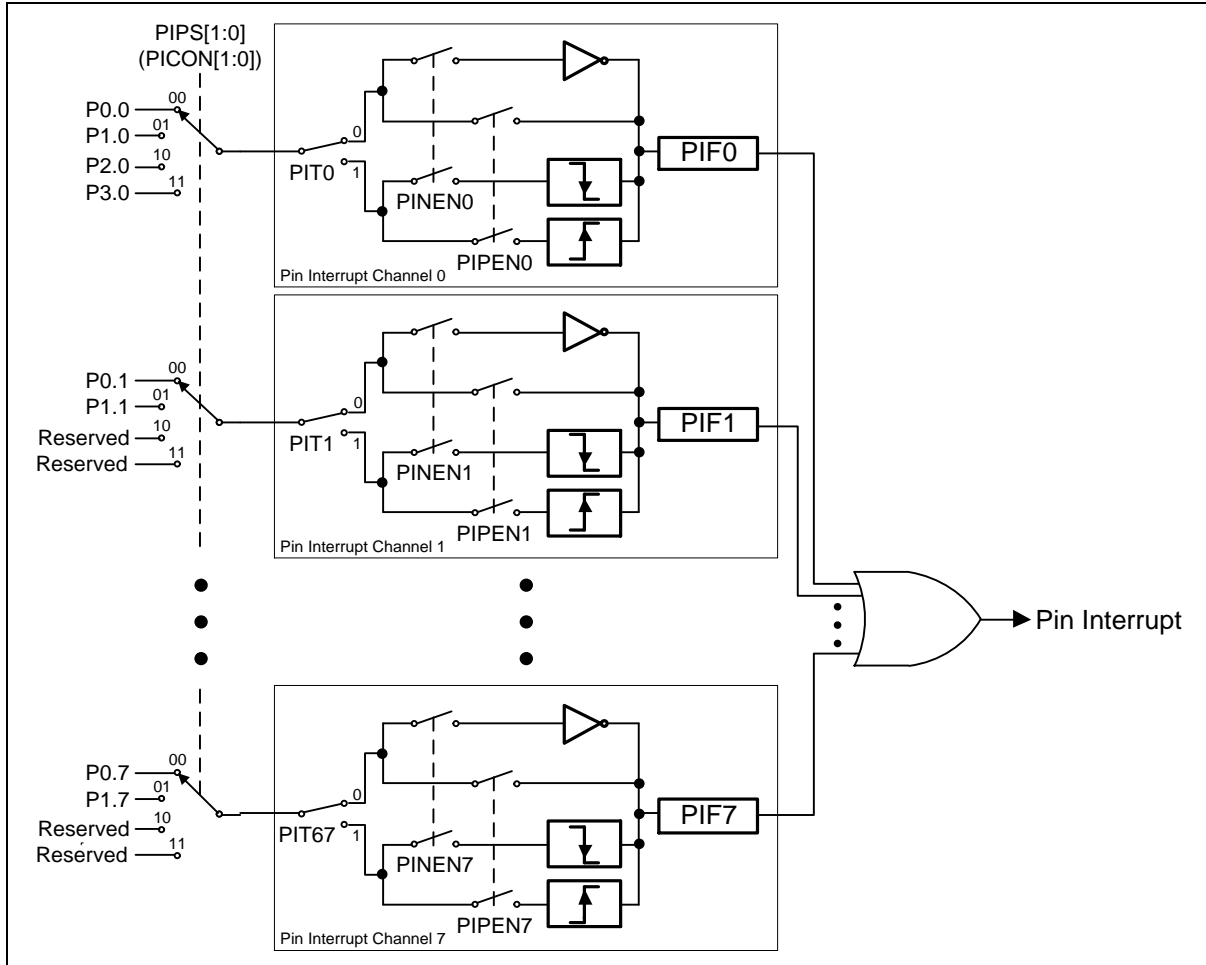 PIPS[1:0]
(PICON[1:0])
P0.0
00
P1.0
01
P2.0
10
P3.0
11
PIT0
0
1
PINEN0
PIPEN0
PIF0
Pin Interrupt Channel 0
P0.1
00
P1.1
01
Reserved
10
Reserved
11
PIT1
0
1
PINEN1
PIPEN1
PIF1
Pin Interrupt Channel 1
Pin Interrupt
P0.7
00
P1.7
01
Reserved
10
Reserved
11
PIT67
0
1
PINEN7
PIPEN7
PIF7
Pin Interrupt Channel 7